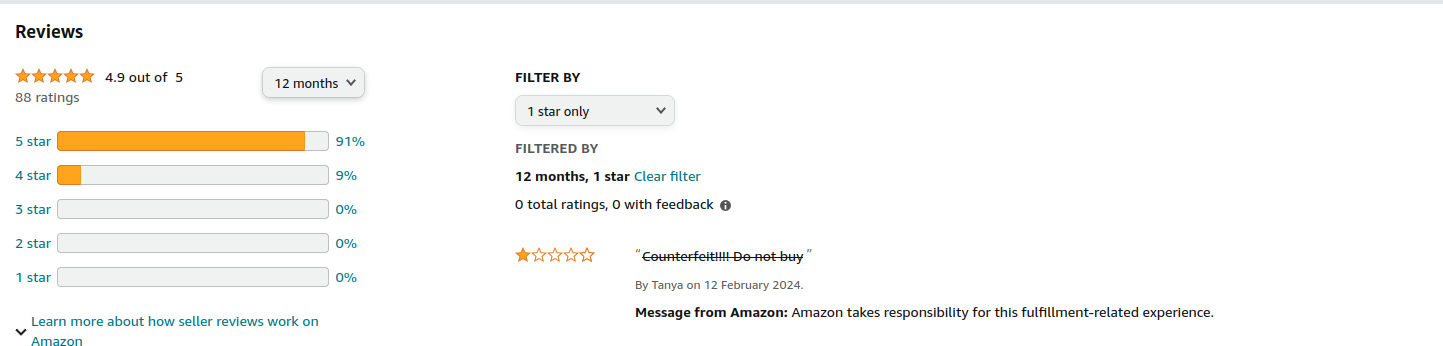 Reviews
4.9 out of 5
12 months
88 ratings
5 star 91%
4 star 9%
3 star 0%
2 star 0%
1 star 0%
Learn more about how seller reviews work on
Amazon
FILTER BY
1 star only
FILTERED BY
12 months, 1 star Clear filter
0 total ratings, 0 with feedback
“Counterfeit!!!! Do not buy ”
By Tanya on 12 February 2024.
Message from Amazon: Amazon takes responsibility for this fulfillment-related experience.